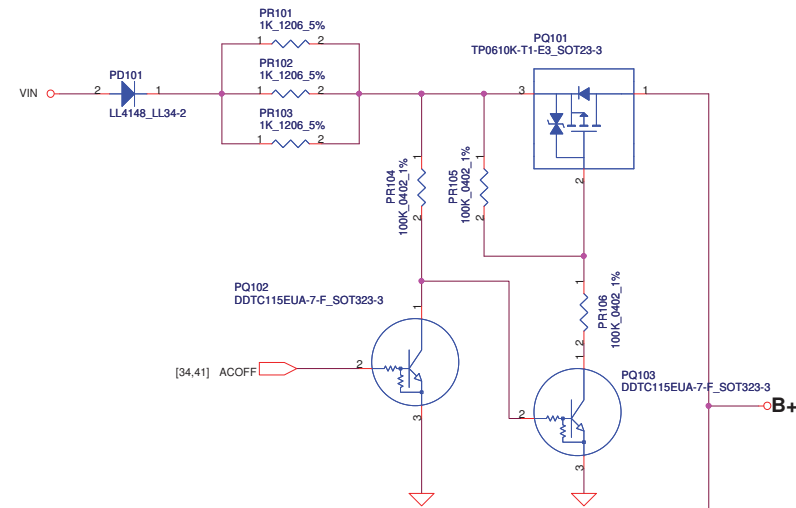 PR101
1K_1206_5%
1
2
PR102
1K_1206_5%
1
2
PR103
1K_1206_5%
1
2
VIN
2
PD101
1
LL4148_LL34-2
PQ101
TP0610K-T1-E3_SOT23-3
3
1
2
1
PR104
100K_0402_1%
2
1
PR105
100K_0402_1%
2
PQ102
DDTC115EUA-7-F_SOT323-3
1
[34,41] ACOFF
2
3
1
PR106
100K_0402_1%
2
1
PQ103
DDTC115EUA-7-F_SOT323-3
2
3
B+